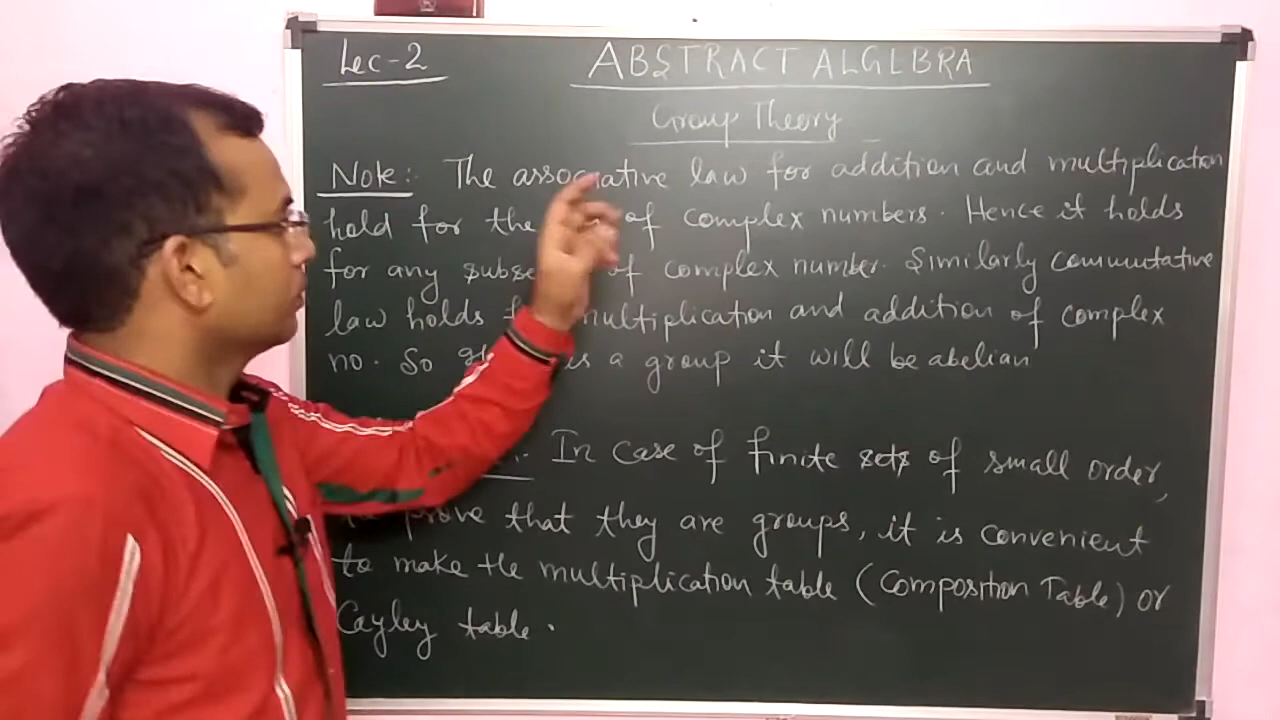 Lec-2
ABSTRACT ALGEBRA
Group Theory
Note:- The associative law for addition and multiplication
hold for the of complex numbers. Hence it holds
for any of complex number. Similarly commutative
law holds multiplication and addition of complex
no. So is a group it will be abelian
In case of finite sets of small order,
prove that they are groups, it is convenient
to make the multiplication table (Composition Table) or
Cayley table.